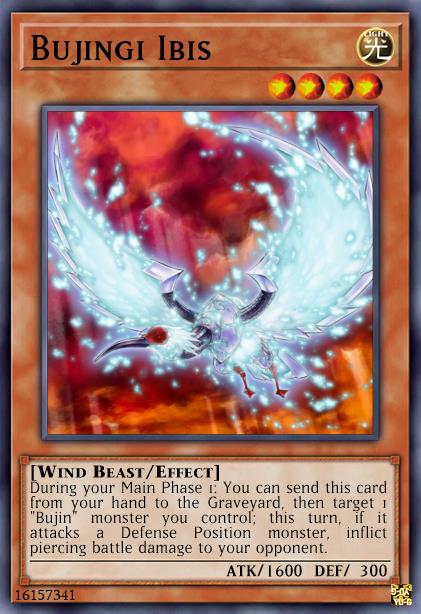 Bujingi Ibis
LIGHT
光
[Wind Beast/Effect]
During your Main Phase 1: You can send this card
from your hand to the Graveyard, then target 1
"Bujin" monster you control; this turn, if it
attacks a Defense Position monster, inflict
piercing battle damage to your opponent.
ATK/1600 DEF/ 300
16157341